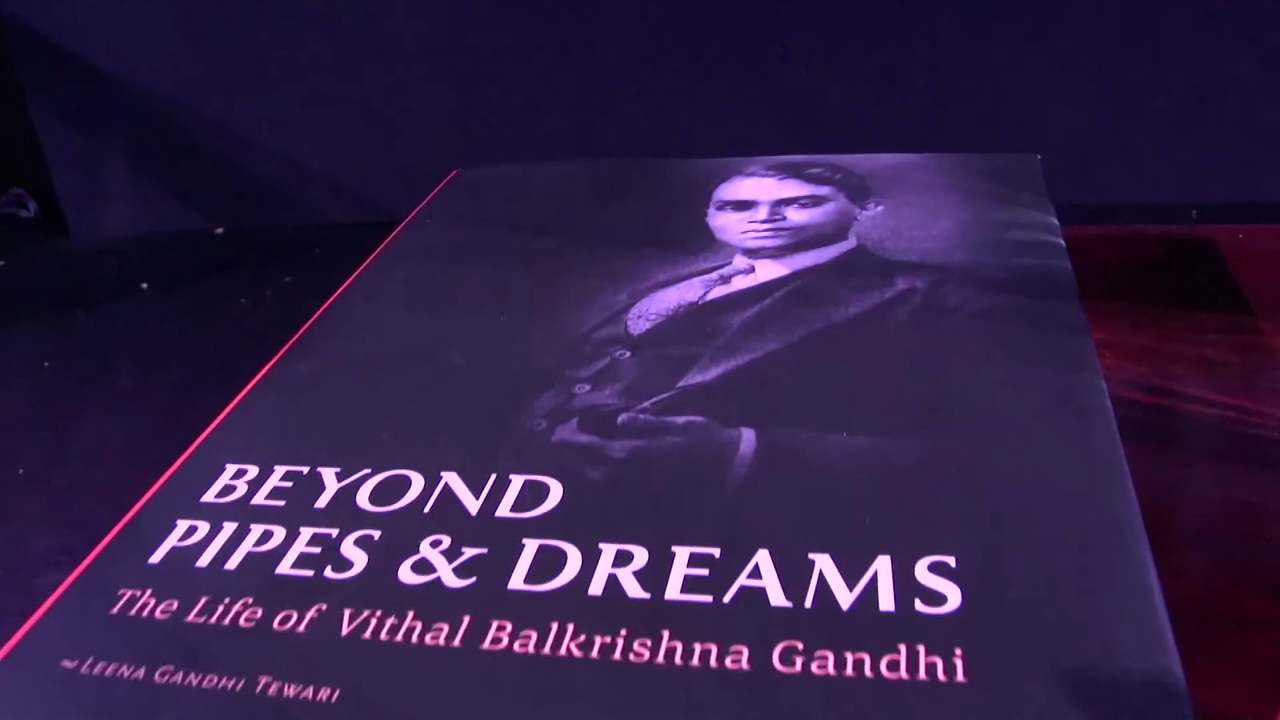 BEYOND
PIPES & DREAMS
The Life of Vithal Balkrishna Gandhi
~LEENA GANDHI TEWARI